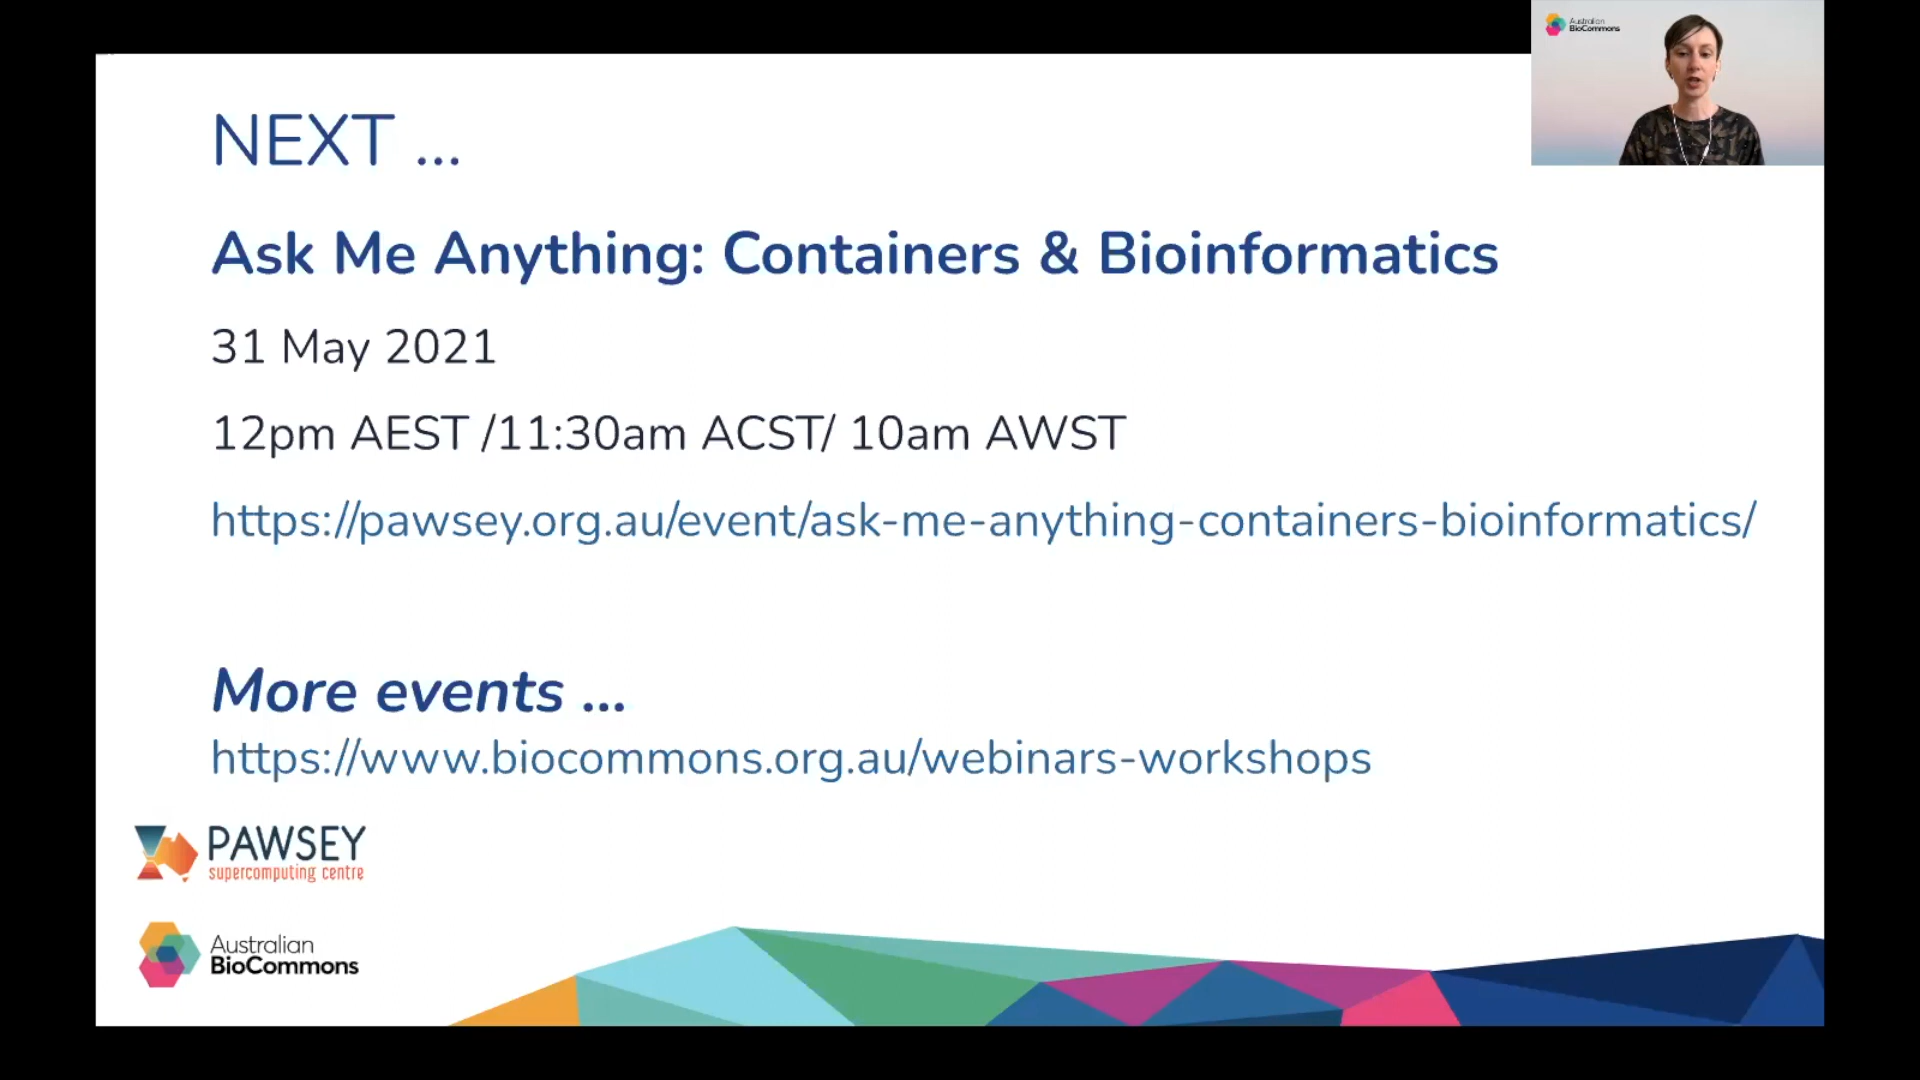 Australian
BioCommons
NEXT ...
Ask Me Anything: Containers & Bioinformatics
31 May 2021
12pm AEST /11:30am ACST/ 10am AWST
https://pawsey.org.au/event/ask-me-anything-containers-bioinformatics/
More events ...
https://www.biocommons.org.au/webinars-workshops
PAWSEY
supercomputing centre
Australian
BioCommons